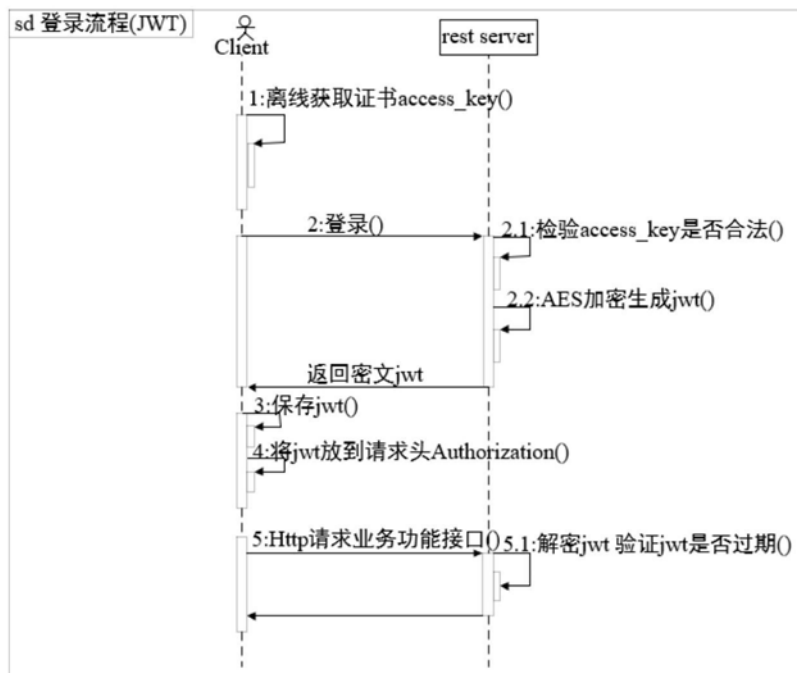 sd 登录流程(JWT)
Client
rest server
1:离线获取证书access_key()
2:登录()
2.1:检验access_key是否合法()
2.2:AES加密生成jwt()
返回密文jwt
3:保存jwt()
4:将jwt放到请求头Authorization()
5:Http请求业务功能接口()
5.1:解密jwt 验证jwt是否过期()